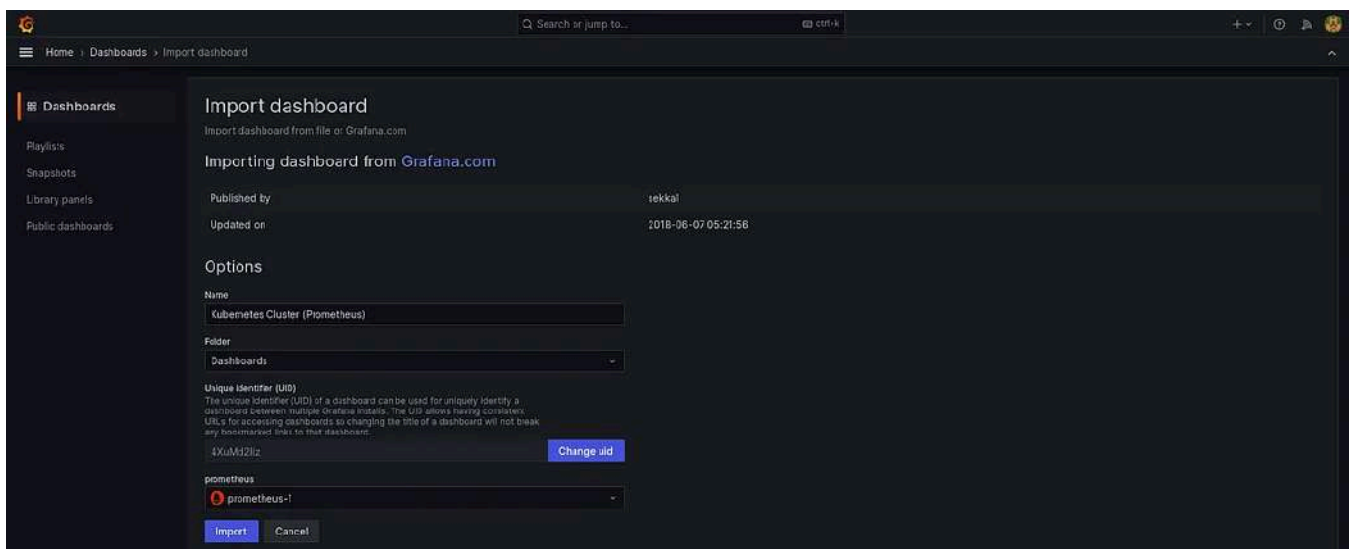 Search or jump to...
ctrl+k
Home › Dashboards › Import dashboard
Dashboards
Playlists
Snapshots
Library panels
Public dashboards
Import dashboard
Import dashboard from file or Grafana.com
Importing dashboard from Grafana.com
Published by
sekka1
Updated on
2018-06-07 05:21:56
Options
Name
Kubernetes Cluster (Prometheus)
Folder
Dashboards
Unique identifier (UID)
The unique identifier (UID) of a dashboard can be used for uniquely identify a
dashboard between multiple Grafana installs. The UID allows having consistent
URLs for accessing dashboards so changing the title of a dashboard will not break
any bookmarked links to that dashboard.
Change uid
prometheus
prometheus-1
Import
Cancel